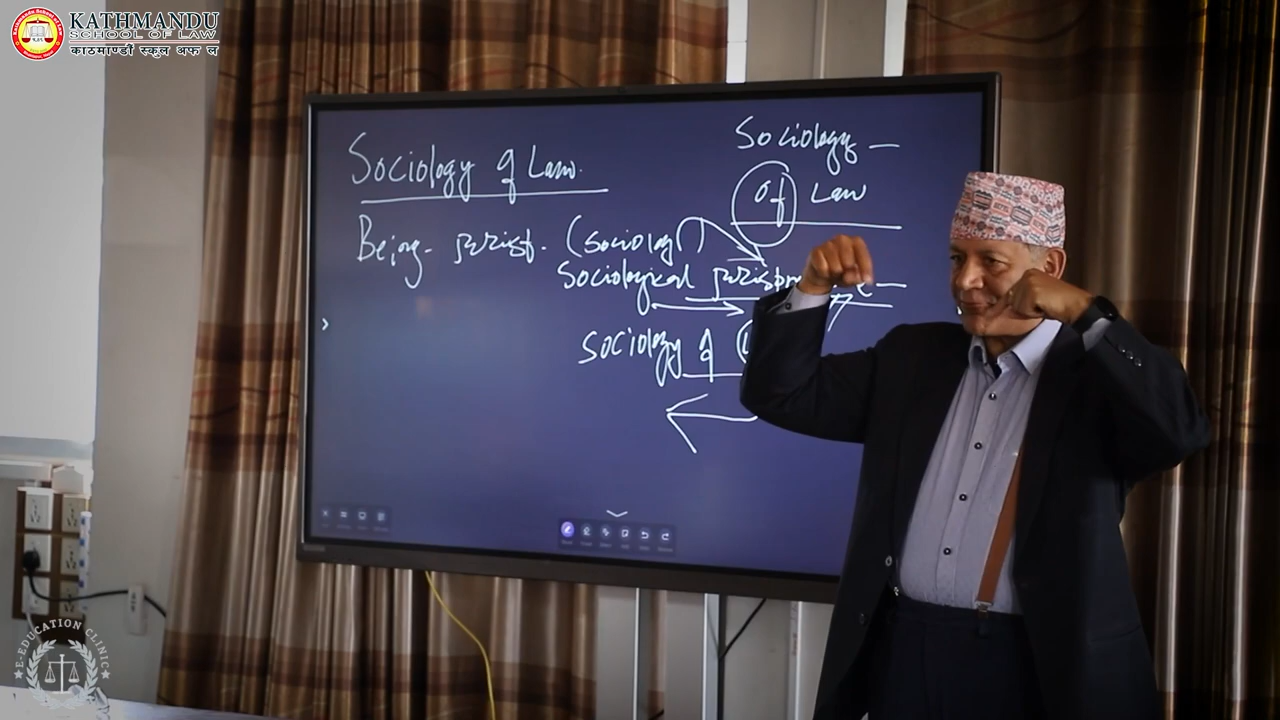 KATHMANDU
SCHOOL OF LAW
काठमाण्डौं स्कूल अफ ल
Sociology of Law.
Sociology —
of Law
Being - jurist. (Sociology)
Sociological
Sociology of
E-EDUCATION CLINIC